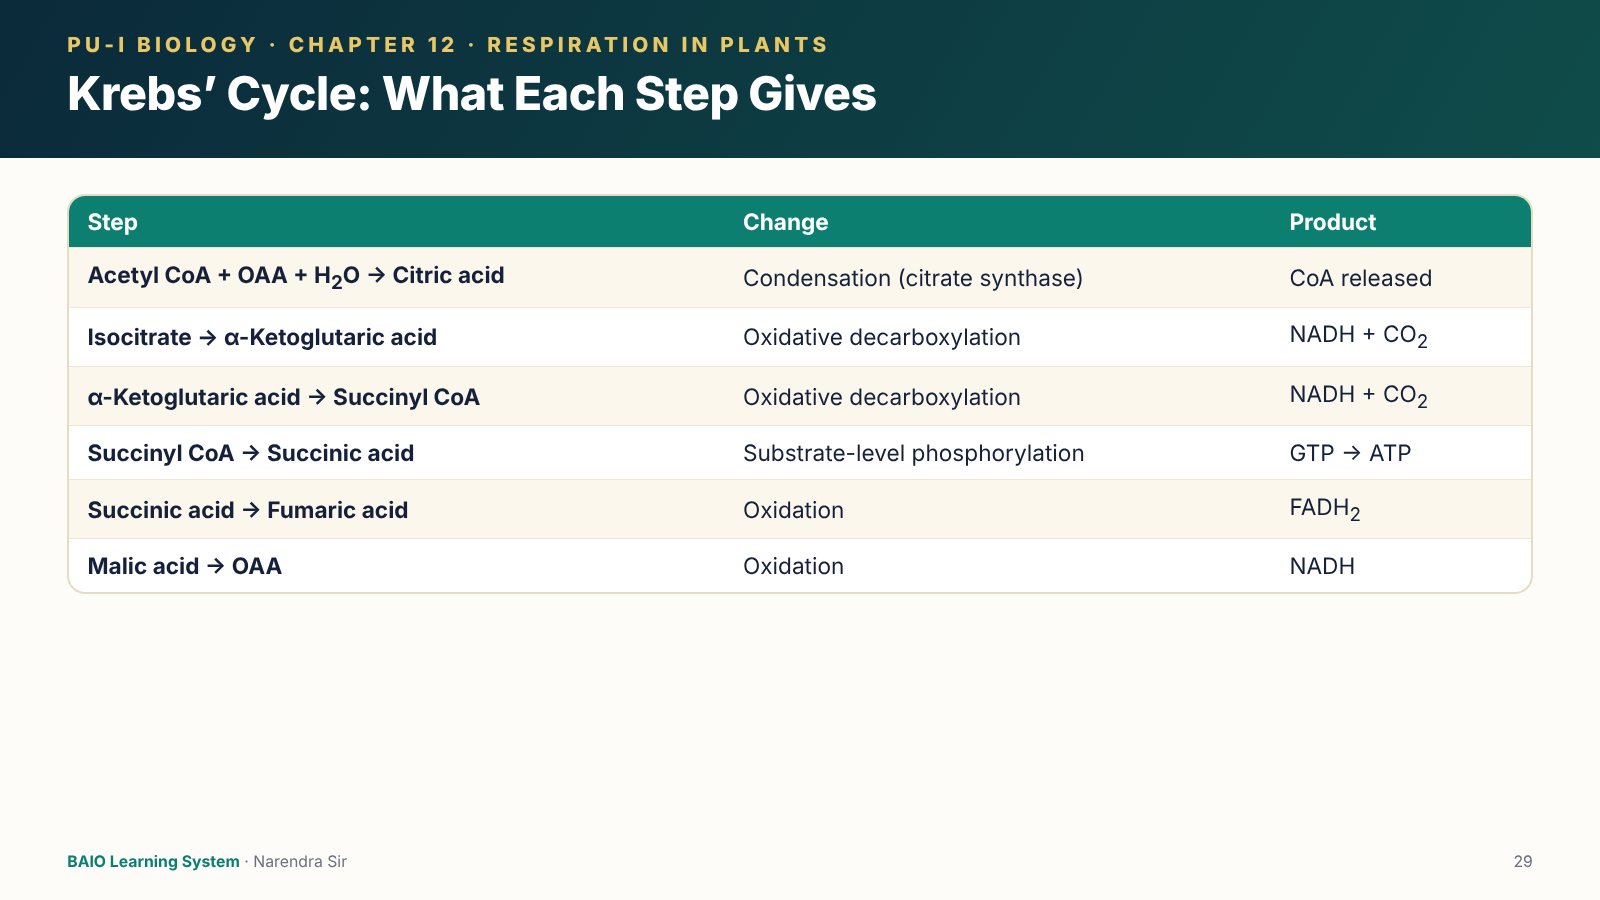 PU-I BIOLOGY · CHAPTER 12 · RESPIRATION IN PLANTS
Krebs’ Cycle: What Each Step Gives
Step Change Product
Acetyl CoA + OAA + H₂O → Citric acid Condensation (citrate synthase) CoA released
Isocitrate → α-Ketoglutaric acid Oxidative decarboxylation NADH + CO₂
α-Ketoglutaric acid → Succinyl CoA Oxidative decarboxylation NADH + CO₂
Succinyl CoA → Succinic acid Substrate-level phosphorylation GTP → ATP
Succinic acid → Fumaric acid Oxidation FADH₂
Malic acid → OAA Oxidation NADH
BAIO Learning System · Narendra Sir 29